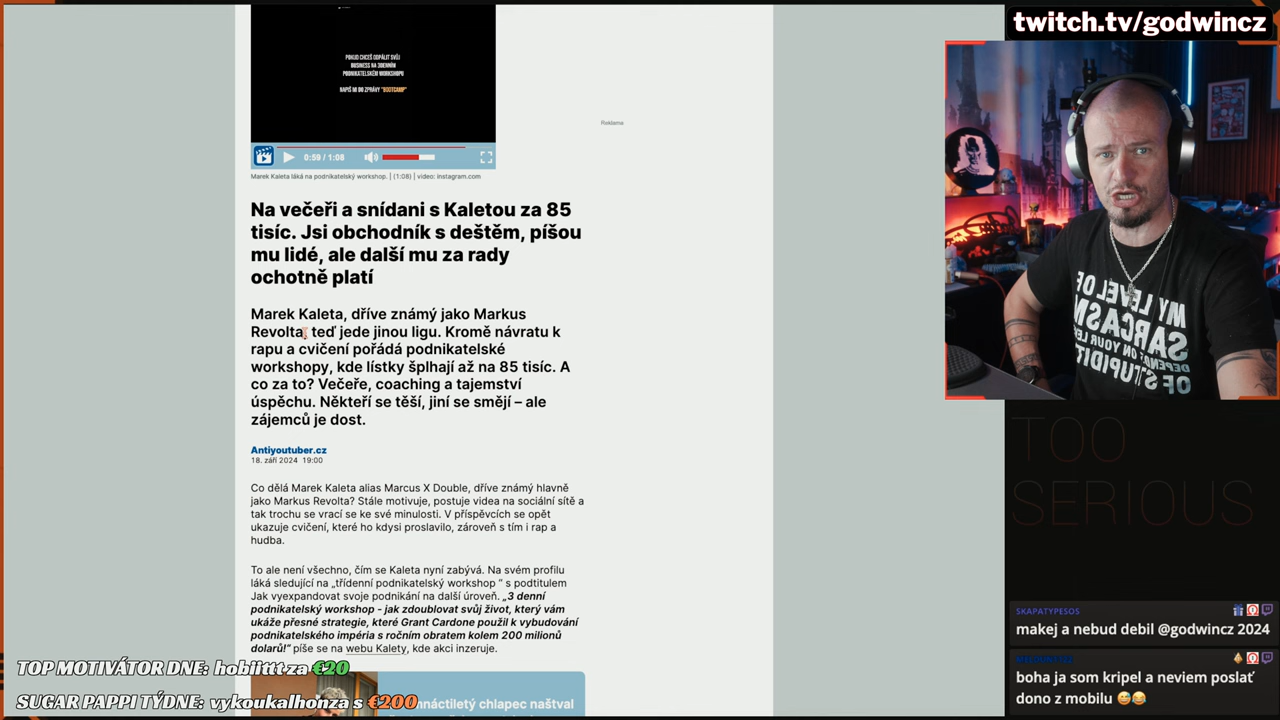 twitch.tv/godwincz
POKUD CHCEŠ ODPÁLIT SVŮJ
BUSINESS NA 3DENNÍM
PODNIKATELSKÉM WORKSHOPU
NAPIŠ MI DO ZPRÁVY "BOOTCAMP"
Reklama
0:59 / 1:08
Marek Kaleta láká na podnikatelský workshop. | (1:08) | video: instagram.com
Na večeři a snídani s Kaletou za 85
tisíc. Jsi obchodník s deštěm, píšou
mu lidé, ale další mu za rady
ochotně platí
Marek Kaleta, dříve známý jako Markus
Revolta, teď jede jinou ligu. Kromě návratu k
rapu a cvičení pořádá podnikatelské
workshopy, kde lístky šplhají až na 85 tisíc. A
co za to? Večeře, coaching a tajemství
úspěchu. Někteří se těší, jiní se smějí – ale
zájemců je dost.
Antiyoutuber.cz
18. září 2024 19:00
Co dělá Marek Kaleta alias Marcus X Double, dříve známý hlavně
jako Markus Revolta? Stále motivuje, postuje videa na sociální sítě a
tak trochu se vrací se ke své minulosti. V příspěvcích se opět
ukazuje cvičení, které ho kdysi proslavilo, zároveň s tím i rap a
hudba.
To ale není všechno, čím se Kaleta nyní zabývá. Na svém profilu
láká sledující na „třídenní podnikatelský workshop “ s podtitulem
Jak vyexpandovat svoje podnikání na další úroveň. „3 denní
podnikatelský workshop - jak zdoublovat svůj život, který vám
ukáže přesné strategie, které Grant Cardone použil k vybudování
podnikatelského impéria s ročním obratem kolem 200 milionů
dolarů!“ píše se na webu Kalety, kde akci inzeruje.
náctiletý chlapec naštval
TOP MOTIVÁTOR DNE: hoblittt za €20
SUGAR PAPPI TÝDNE: vykoukalhonza s €200
MY LEVEL OF
SARCASM
DEPENDS ON YOUR LEVEL
OF STUPIDITY
TOO
SERIOUS
SKAPATYPESOS
makej a nebud debil @godwincz 2024
boha ja som kripel a neviem poslať
dono z mobilu 😅😂